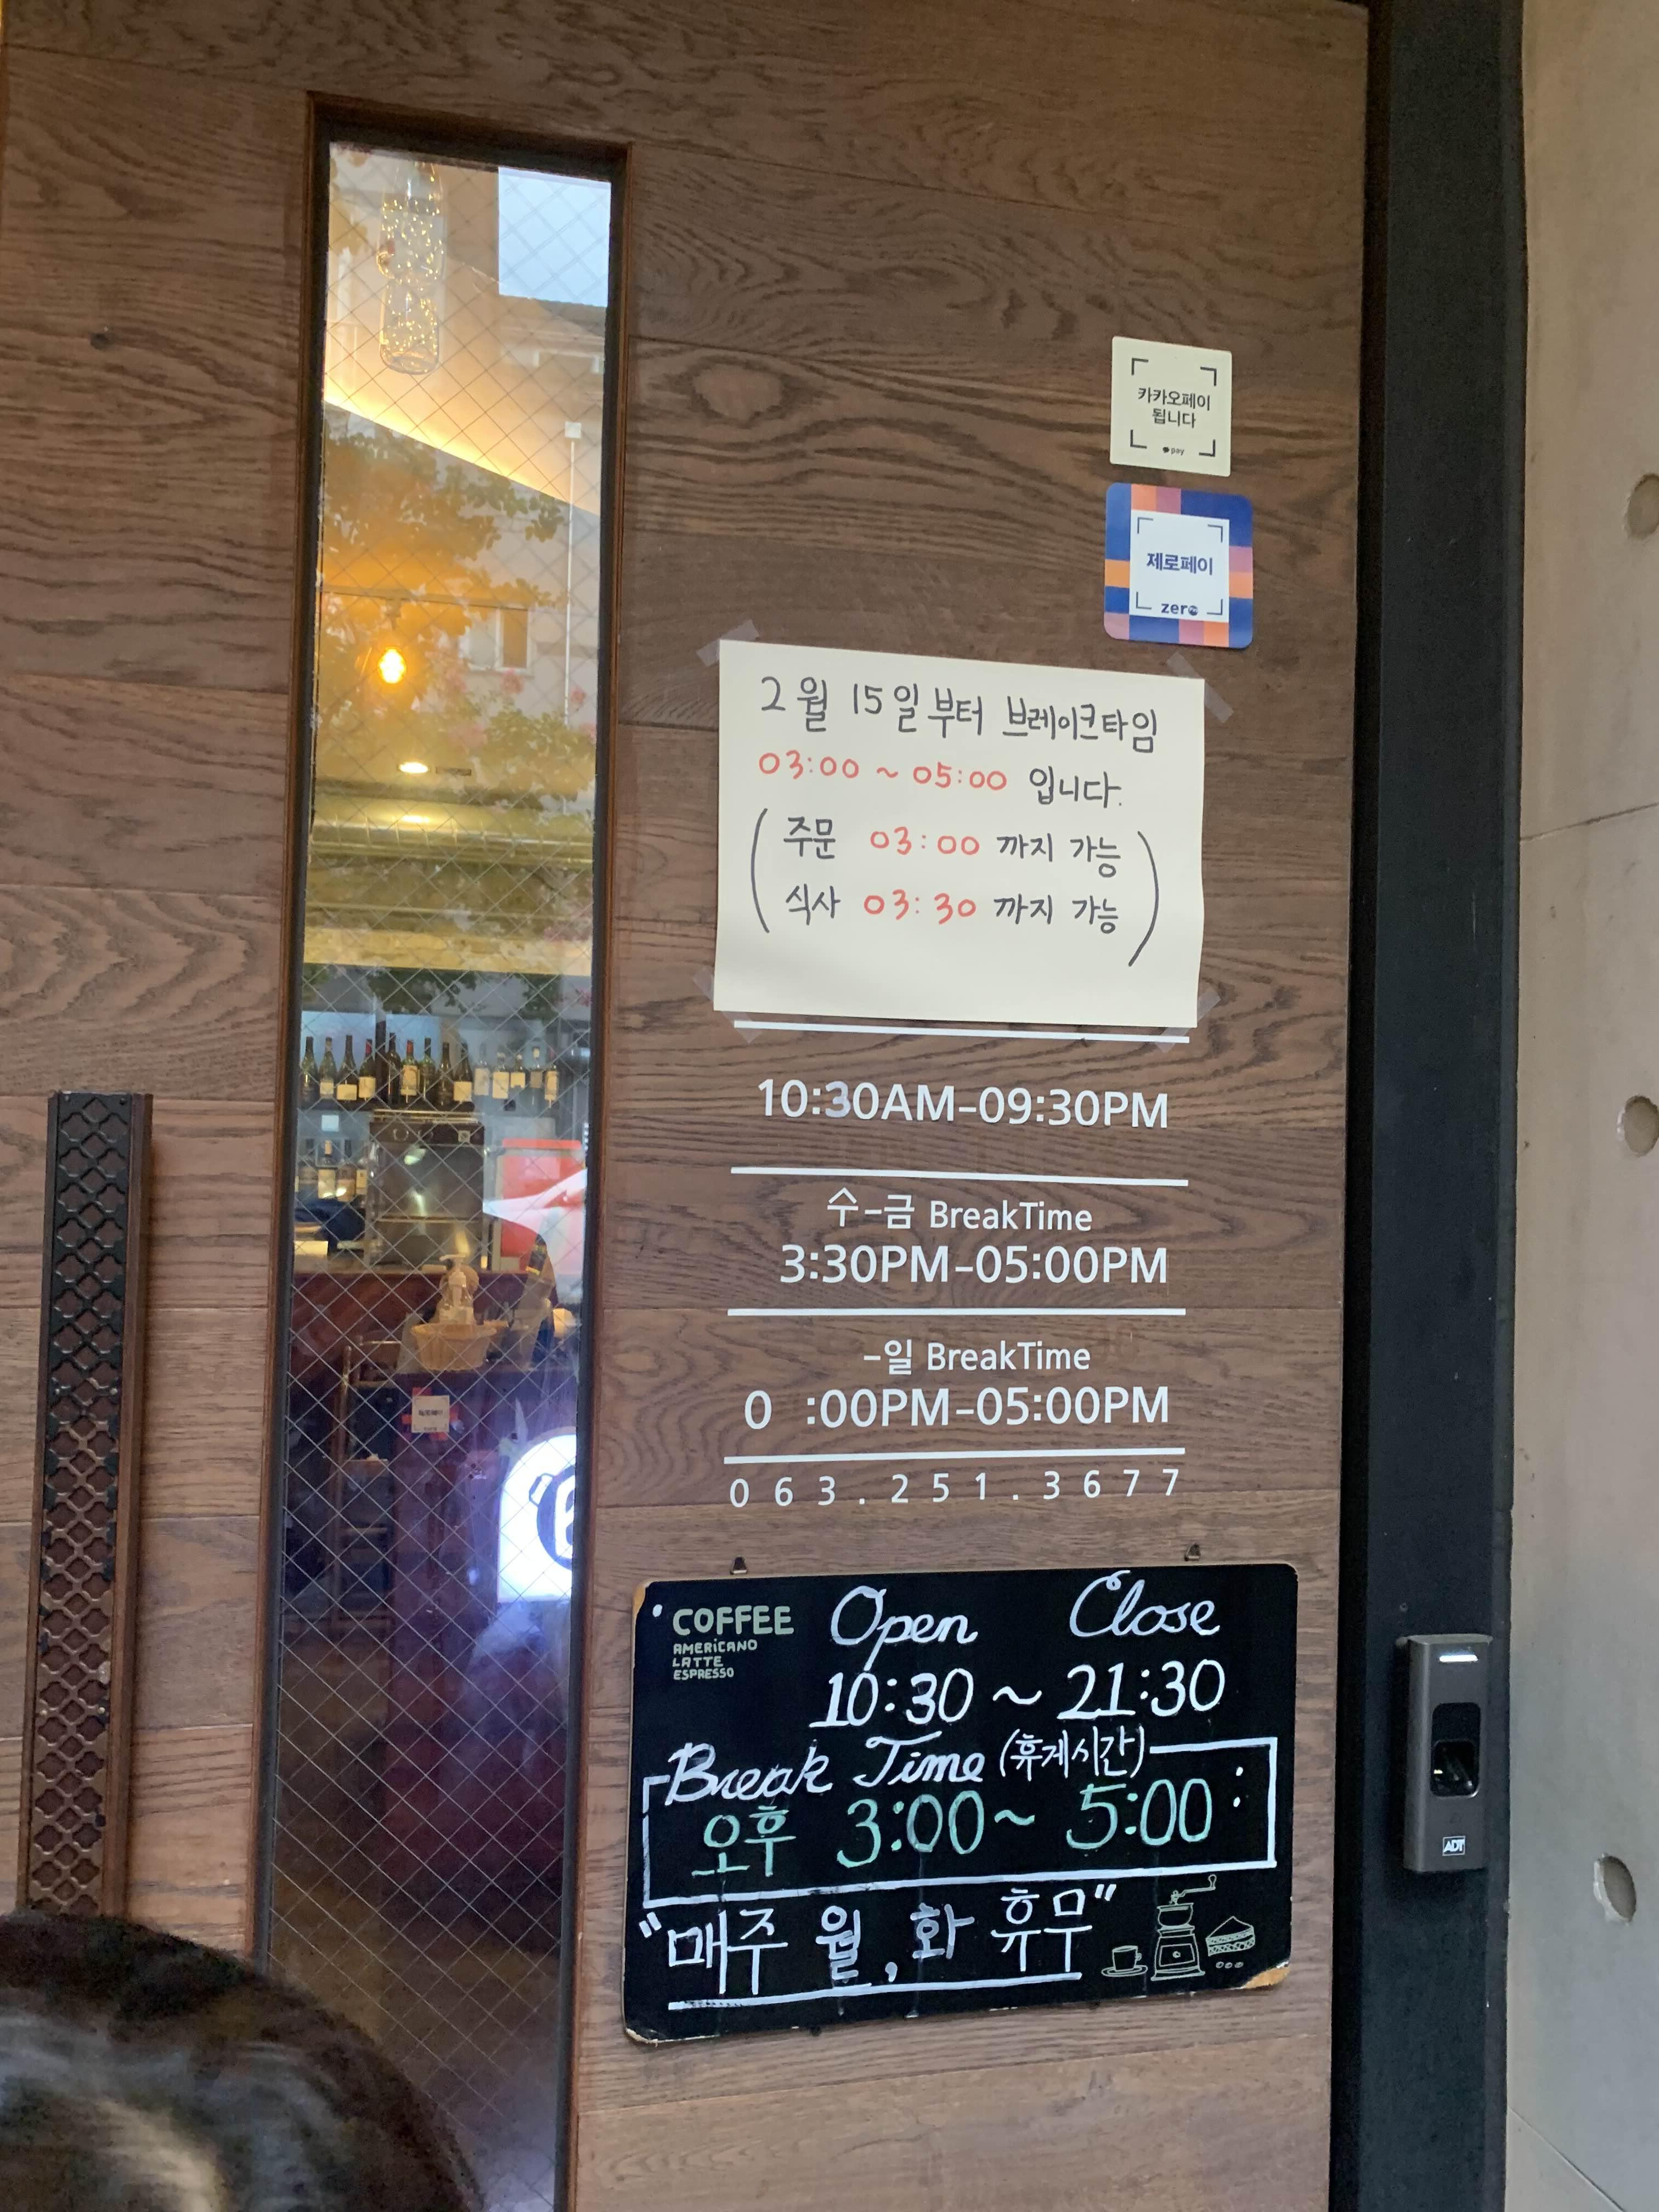 카카오페이
됩니다
pay
제로페이
zero
2월 15일부터 브레이크타임
03:00 ~ 05:00 입니다.
(주문 03:00 까지 가능
식사 03:30 까지 가능)
10:30AM-09:30PM
수-금 BreakTime
3:30PM-05:00PM
-일 BreakTime
0 :00PM-05:00PM
063.251.3677
COFFEE
AMERICANO
LATTE
ESPRESSO
Open Close
10:30 ~ 21:30
Break Time (휴게시간)
오후 3:00~ 5:00
"매주 월, 화 휴무"
ADT